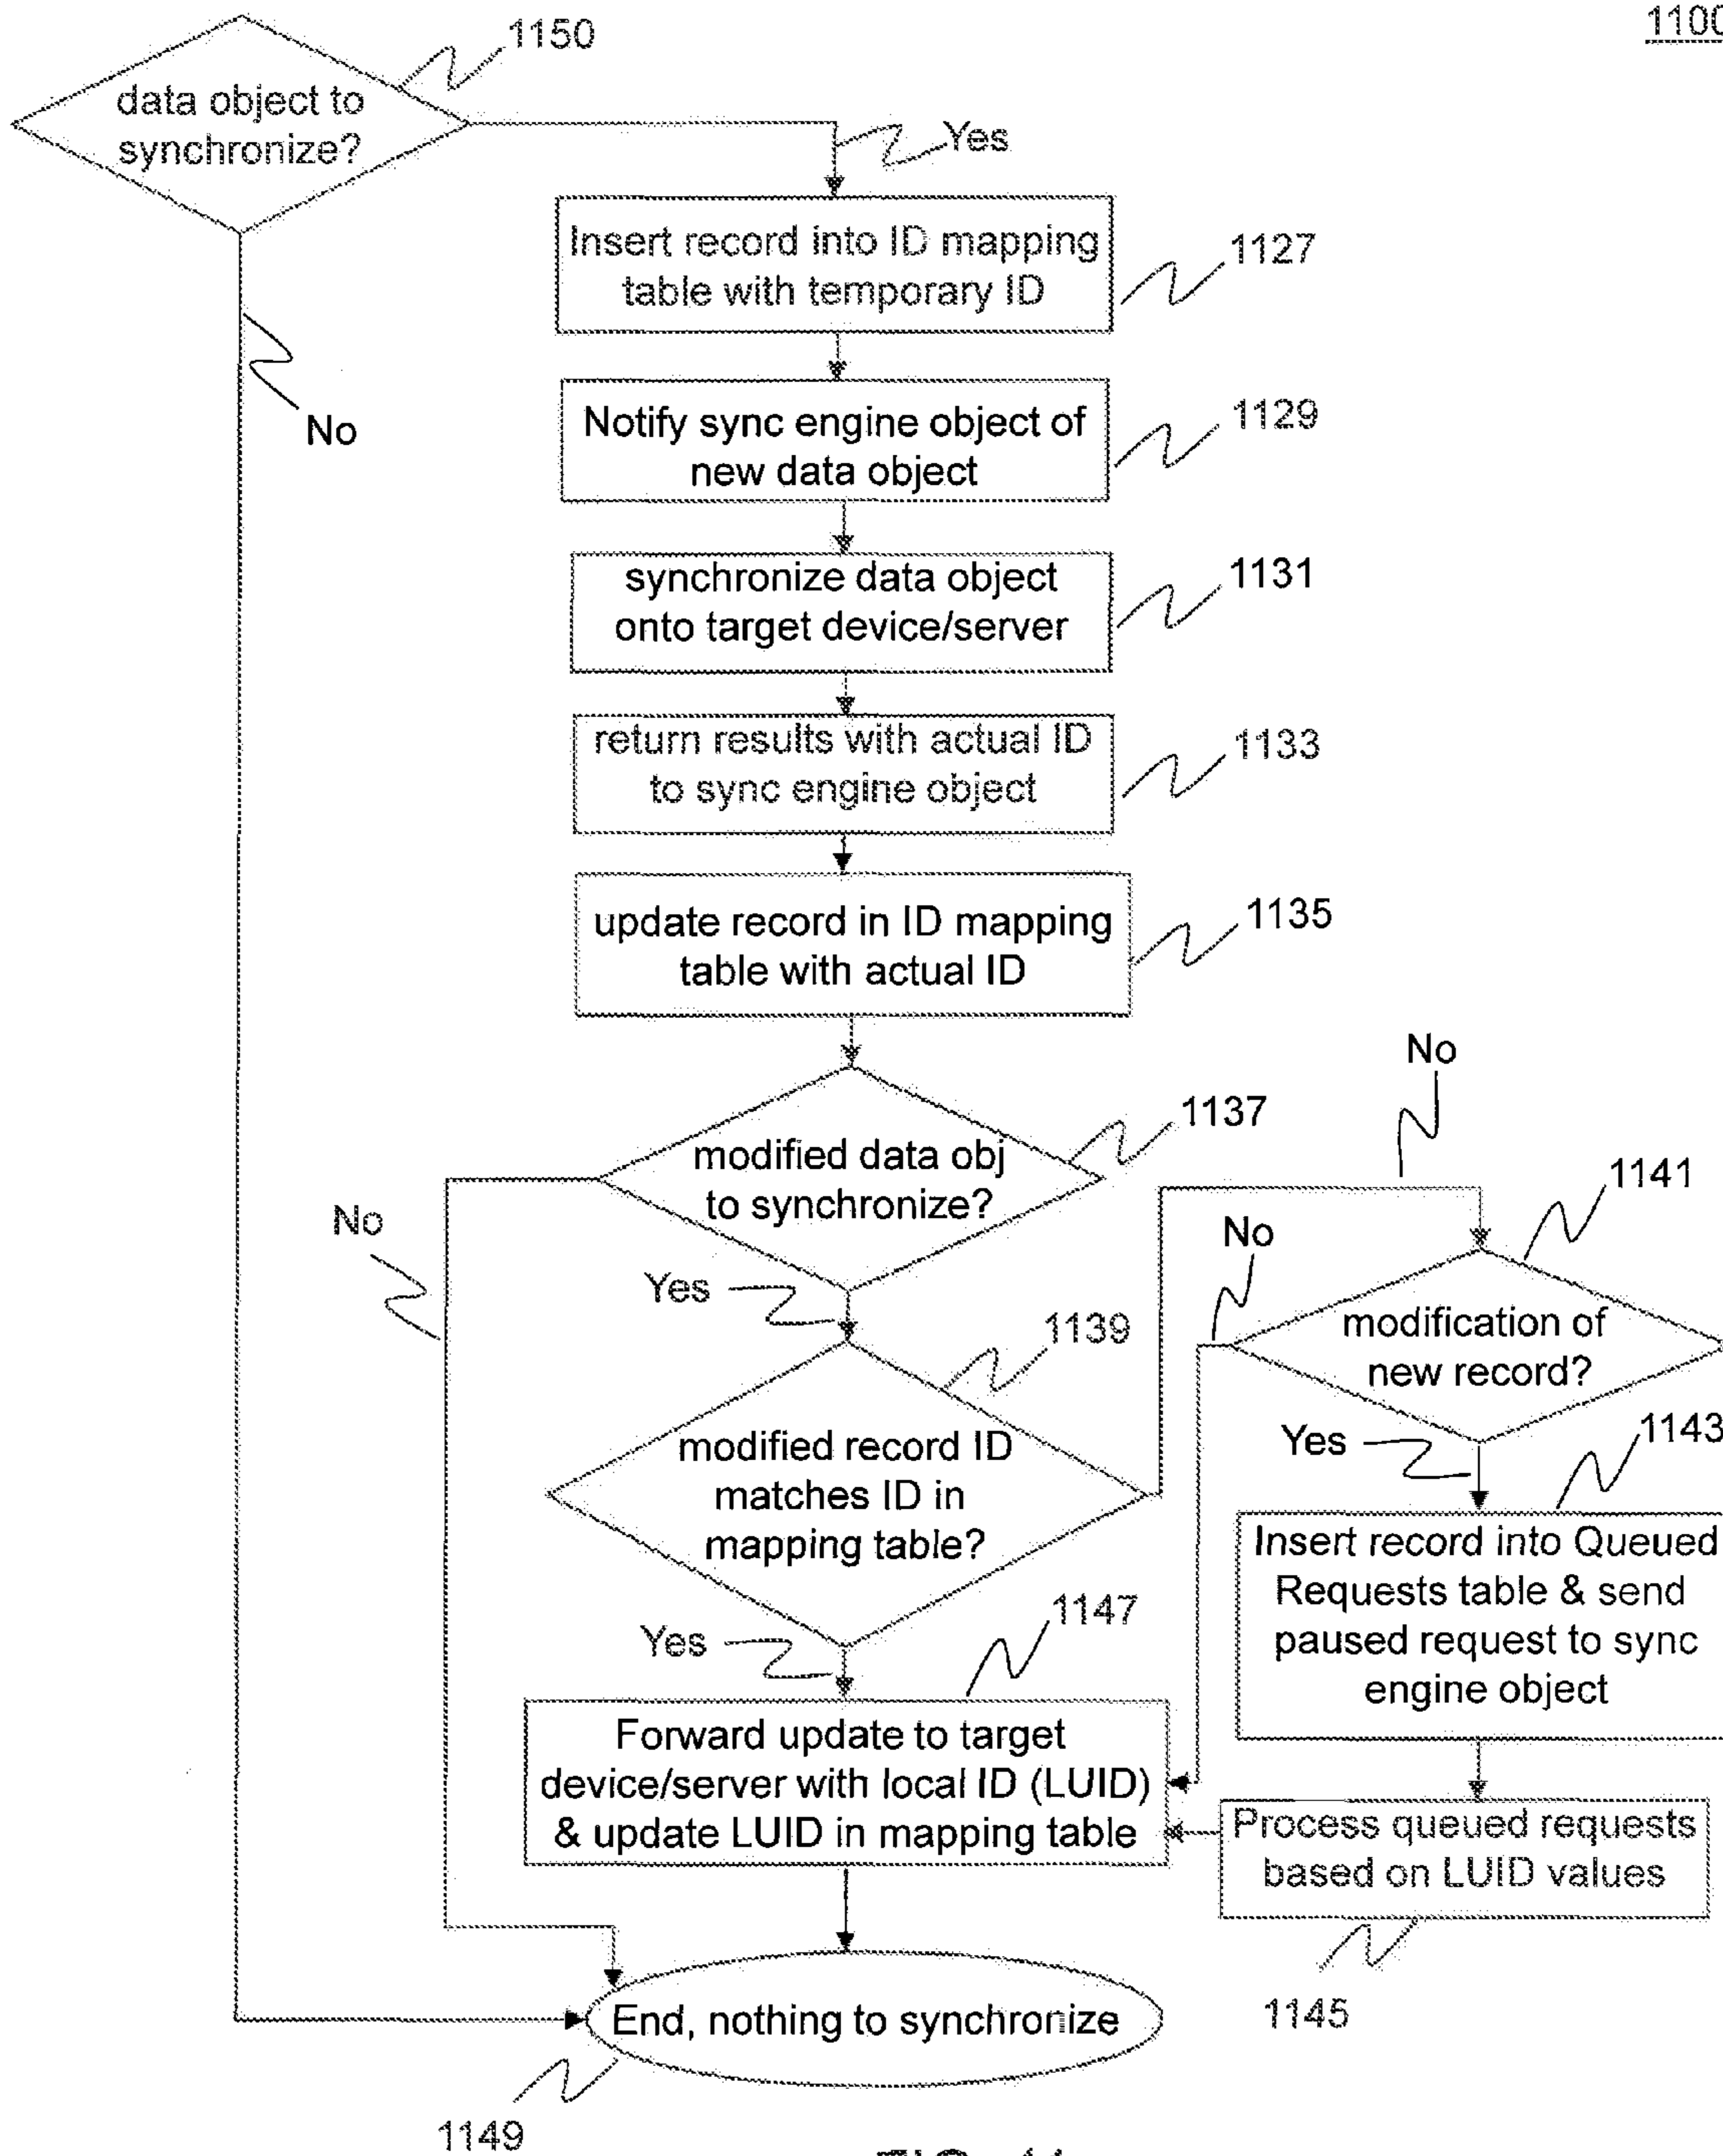 1100
1150
data object to
synchronize?
Yes
Insert record into ID mapping
table with temporary ID
1127
No
Notify sync engine object of
new data object
1129
synchronize data object
onto target device/server
1131
return results with actual ID
to sync engine object
1133
update record in ID mapping
table with actual ID
1135
modified data obj
to synchronize?
1137
No
No
Yes
modified record ID
matches ID in
mapping table?
1139
No
1141
modification of
new record?
Yes
1143
Insert record into Queued
Requests table & send
paused request to sync
engine object
Yes
1147
Forward update to target
device/server with local ID (LUID)
& update LUID in mapping table
Process queued requests
based on LUID values
1145
End, nothing to synchronize
1149